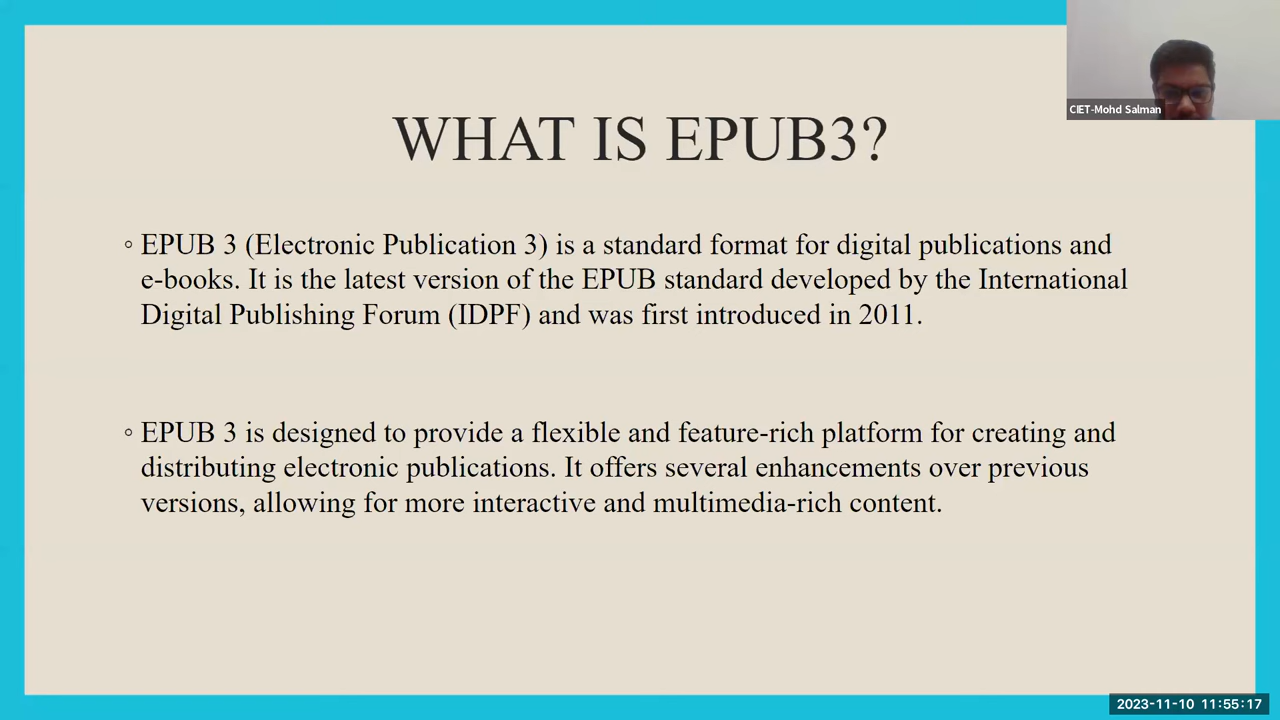 CIET-Mohd Salman
WHAT IS EPUB3?
◦ EPUB 3 (Electronic Publication 3) is a standard format for digital publications and
e-books. It is the latest version of the EPUB standard developed by the International
Digital Publishing Forum (IDPF) and was first introduced in 2011.
◦ EPUB 3 is designed to provide a flexible and feature-rich platform for creating and
distributing electronic publications. It offers several enhancements over previous
versions, allowing for more interactive and multimedia-rich content.
2023-11-10 11:55:17